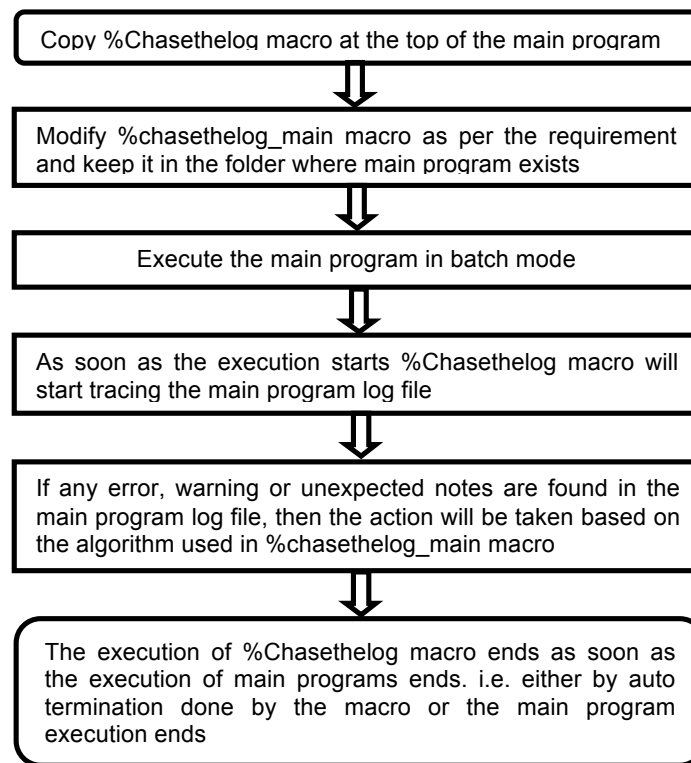 Copy %Chasethelog macro at the top of the main program
Modify %chasethelog_main macro as per the requirement
and keep it in the folder where main program exists
Execute the main program in batch mode
As soon as the execution starts %Chasethelog macro will
start tracing the main program log file
If any error, warning or unexpected notes are found in the
main program log file, then the action will be taken based on
the algorithm used in %chasethelog_main macro
The execution of %Chasethelog macro ends as soon as
the execution of main programs ends. i.e. either by auto
termination done by the macro or the main program
execution ends